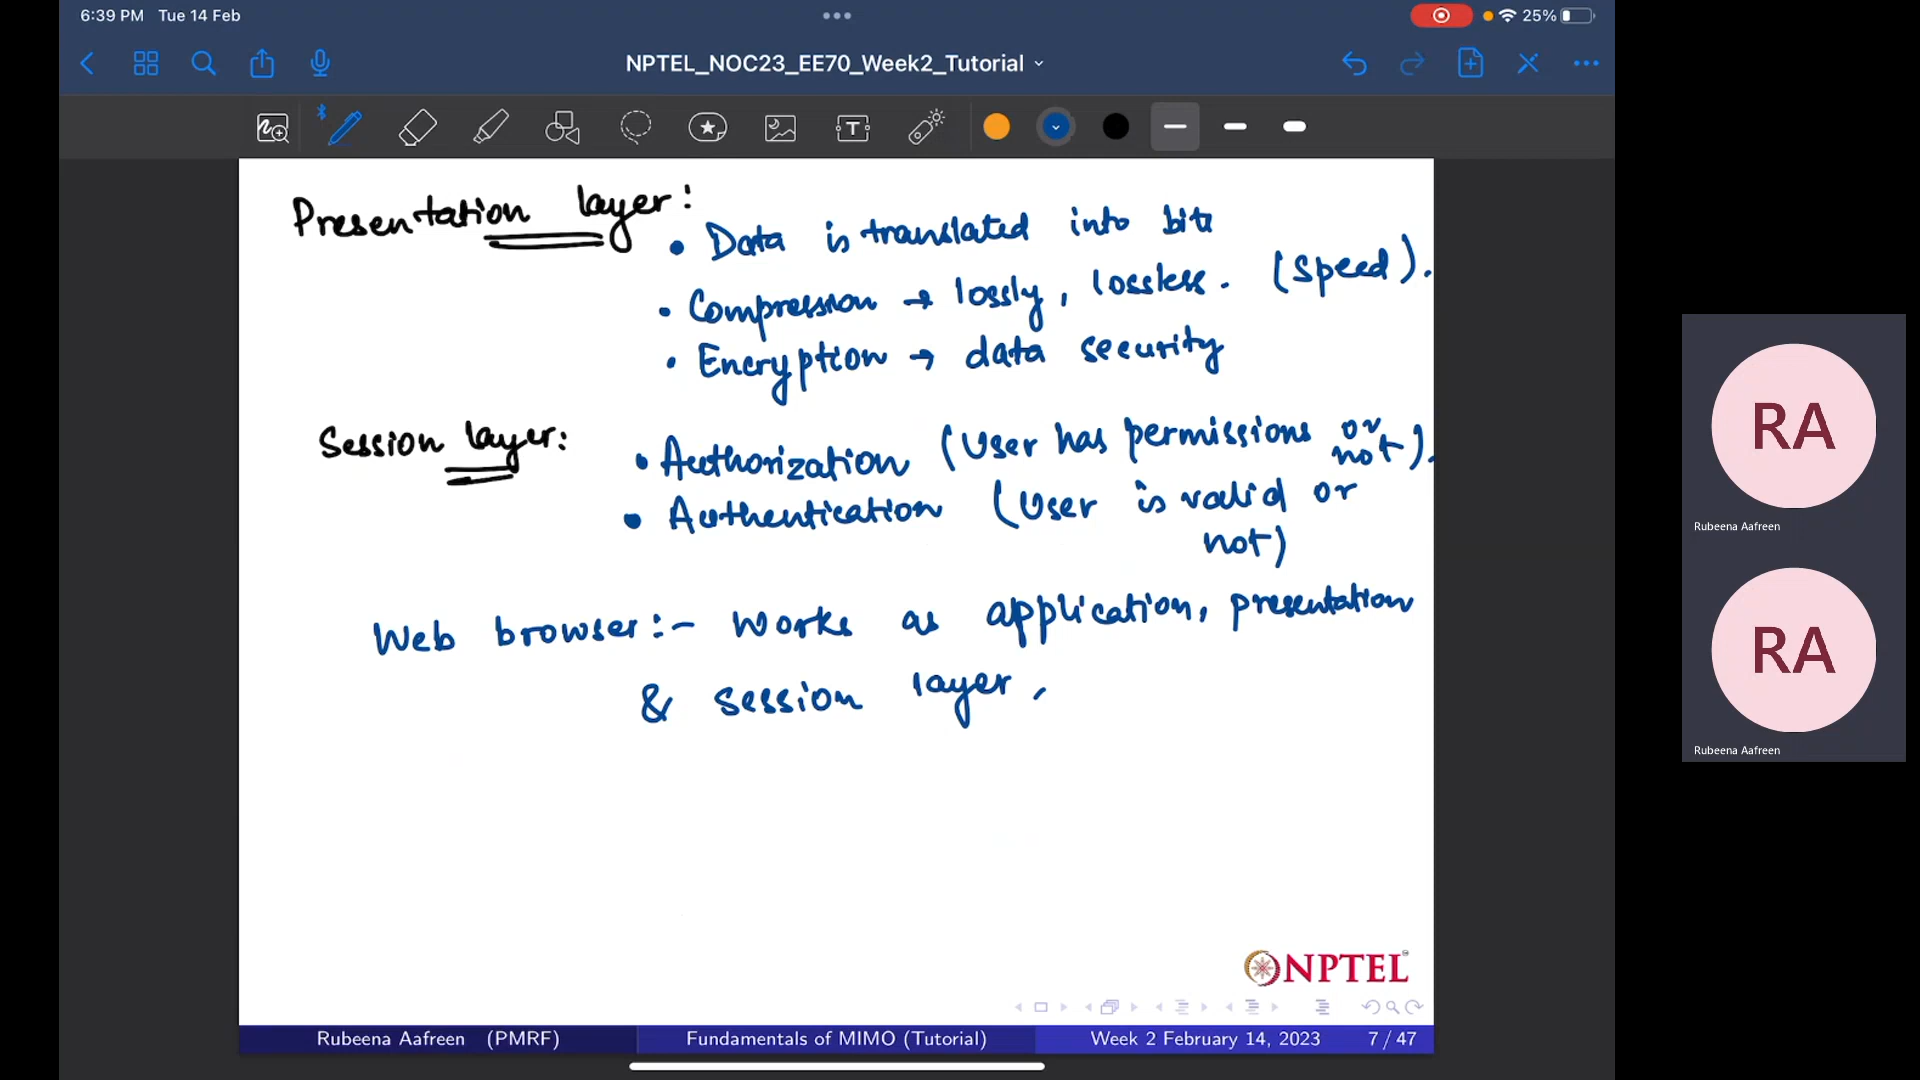 6:39 PM Tue 14 Feb
25%
NPTEL_NOC23_EE70_Week2_Tutorial
Presentation layer:
• Data is translated into bits
• Compression → lossly, lossless. (Speed).
• Encryption → data security
Session layer:
• Authorization (User has permissions or not).
• Authentication (User is valid or
not)
Web browser:- works as application, presentation
& session layer,
NPTEL
Rubeena Aafreen (PMRF) Fundamentals of MIMO (Tutorial) Week 2 February 14, 2023 7 / 47
RA
Rubeena Aafreen
RA
Rubeena Aafreen